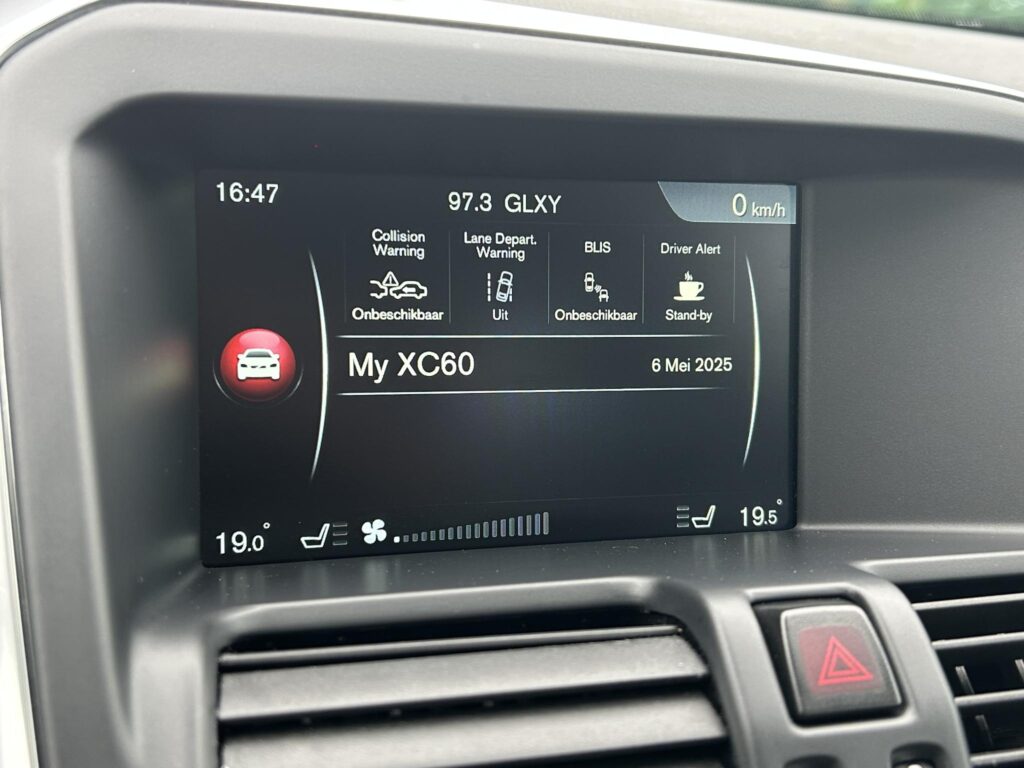 16:47
97.3 GLXY
0 km/h
Collision
Warning
Onbeschikbaar
Lane Depart.
Warning
Uit
BLIS
Onbeschikbaar
Driver Alert
Stand-by
My XC60
6 Mei 2025
19.0°
19.5°